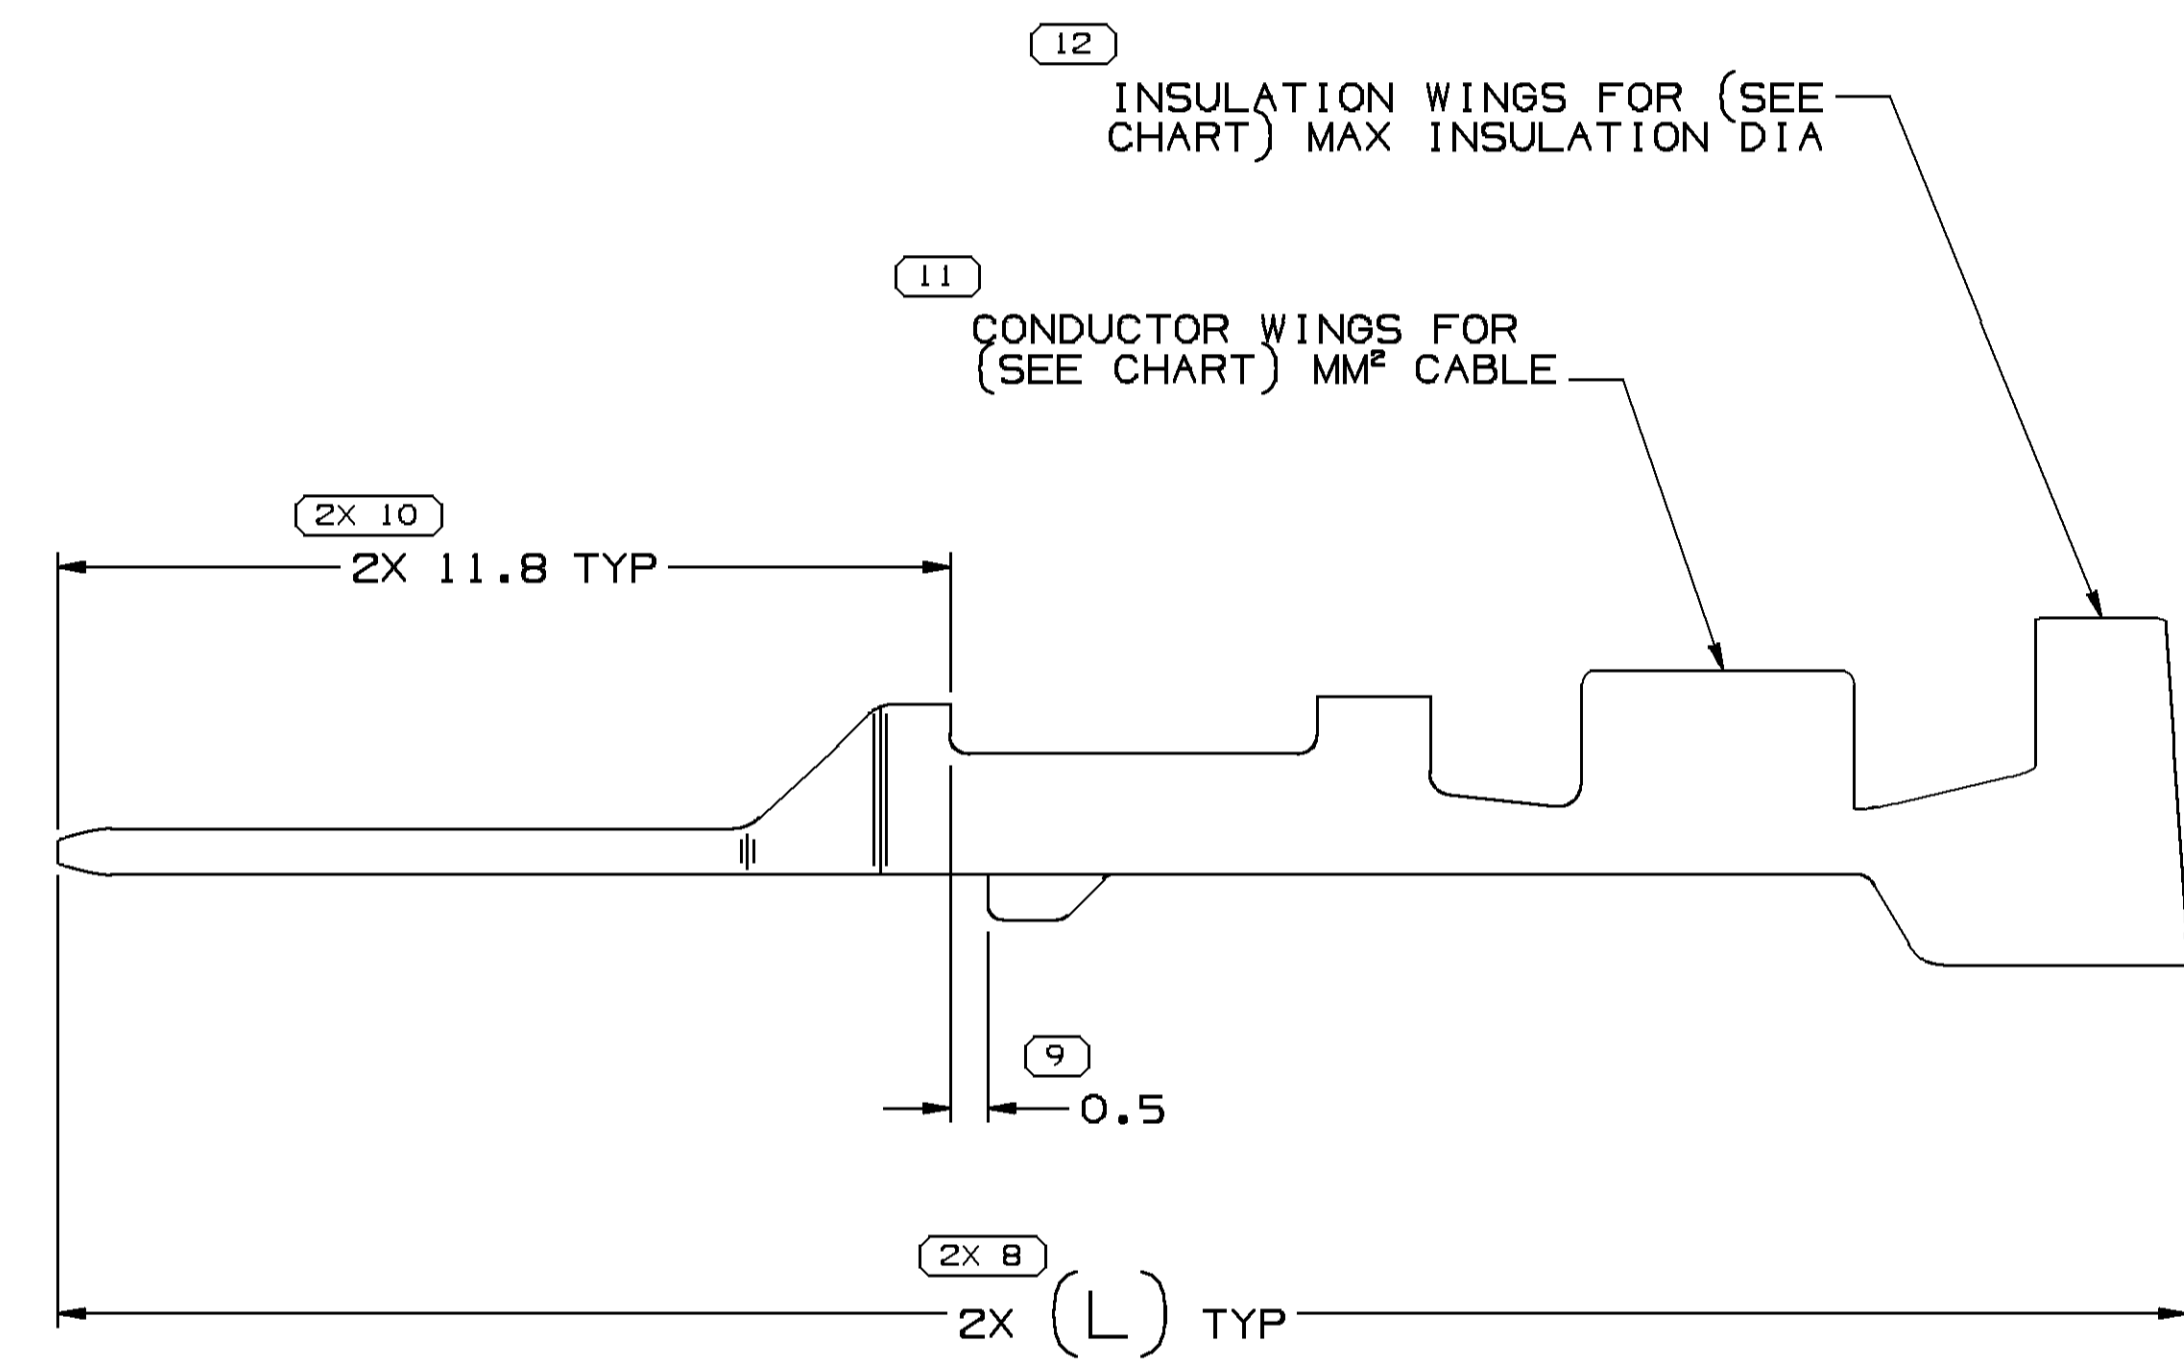 12
INSULATION WINGS FOR (SEE
CHART) MAX INSULATION DIA
11
CONDUCTOR WINGS FOR
(SEE CHART) MM² CABLE
2X 10
2X 11.8 TYP
9
0.5
2X 8
2X (L) TYP